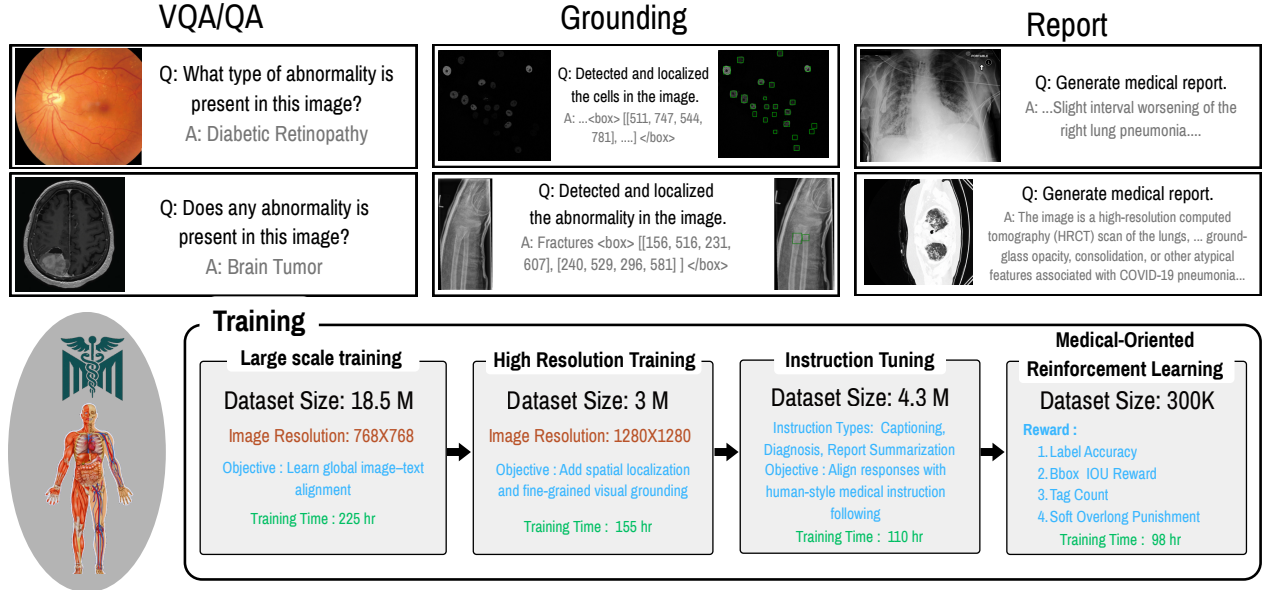 VQA/QA
Q: What type of abnormality is
present in this image?
A: Diabetic Retinopathy
Q: Does any abnormality is
present in this image?
A: Brain Tumor
Grounding
Q: Detected and localized
the cells in the image.
A: ...<box> [[511, 747, 544,
781], ....] </box>
L
Q: Detected and localized
the abnormality in the image.
A: Fractures <box> [[156, 516, 231,
607], [240, 529, 296, 581] ] </box>
Report
Q: Generate medical report.
A: ...Slight interval worsening of the
right lung pneumonia....
Q: Generate medical report.
A: The image is a high-resolution computed
tomography (HRCT) scan of the lungs, ... ground-
glass opacity, consolidation, or other atypical
features associated with COVID-19 pneumonia...
Training
Large scale training
Dataset Size: 18.5 M
Image Resolution: 768X768
Objective : Learn global image–text
alignment
Training Time : 225 hr
High Resolution Training
Dataset Size: 3 M
Image Resolution: 1280X1280
Objective : Add spatial localization
and fine-grained visual grounding
Training Time : 155 hr
Instruction Tuning
Dataset Size: 4.3 M
Instruction Types: Captioning,
Diagnosis, Report Summarization
Objective : Align responses with
human-style medical instruction
following
Training Time : 110 hr
Medical-Oriented
Reinforcement Learning
Dataset Size: 300K
Reward :
1. Label Accuracy
2. Bbox IOU Reward
3. Tag Count
4. Soft Overlong Punishment
Training Time : 98 hr